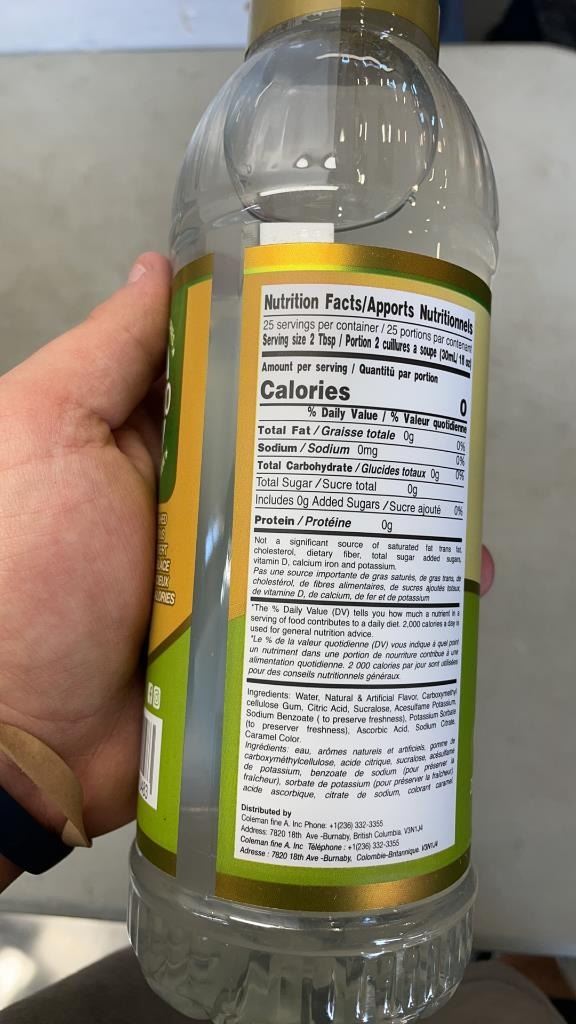 Nutrition Facts/Apports Nutritionnels
25 servings per container / 25 portions par contenant
Serving size 2 Tbsp / Portion 2 cuillures a soupe (30mL/ 1fl oz)
Amount per serving / Quantitü par portion
Calories 0
% Daily Value / % Valeur quotidienne
Total Fat / Graisse totale 0g 0%
Sodium / Sodium 0mg 0%
Total Carbohydrate / Glucides totaux 0g 0%
Total Sugar / Sucre total 0g
Includes 0g Added Sugars / Sucre ajouté 0%
Protein / Protéine 0g
Not a significant source of saturated fat trans fat,
cholesterol, dietary fiber, total sugar added sugars,
vitamin D, calcium iron and potassium.
Pas une source importante de gras saturés, de gras trans, de
cholestérol, de fibres alimentaires, de sucres ajoutés totaux,
de vitamine D, de calcium, de fer et de potassium
*The % Daily Value (DV) tells you how much a nutrient in a
serving of food contributes to a daily diet. 2,000 calories a day is
used for general nutrition advice.
*Le % de la valeur quotidienne (DV) vous indique à quel point
un nutriment dans une portion de nourriture contribue à une
alimentation quotidienne. 2 000 calories par jour sont utilisées
pour des conseils nutritionnels généraux.
Ingredients: Water, Natural & Artificial Flavor, Carboxymethyl
cellulose Gum, Citric Acid, Sucralose, Acesulfame Potassium,
Sodium Benzoate ( to preserve freshness), Potassium Sorbate
(to preserver freshness), Ascorbic Acid, Sodium Citrate,
Caramel Color.
Ingrédients: eau, arômes naturels et artificiels, gomme de
carboxyméthylcellulose, acide citrique, sucralose, acésulfame
de potassium, benzoate de sodium (pour préserver la
fraîcheur), sorbate de potassium (pour préserver la fraîcheur)
acide ascorbique, citrate de sodium, colorant caramel
Distributed by
Coleman fine A. Inc Phone: +1(236) 332-3355
Address: 7820 18th Ave -Burnaby, British Columbia. V3N1J4
Coleman fine A. Inc Téléphone : +1(236) 332-3355
Adresse : 7820 18th Ave -Burnaby, Colombie-Britannique. V3N1J4